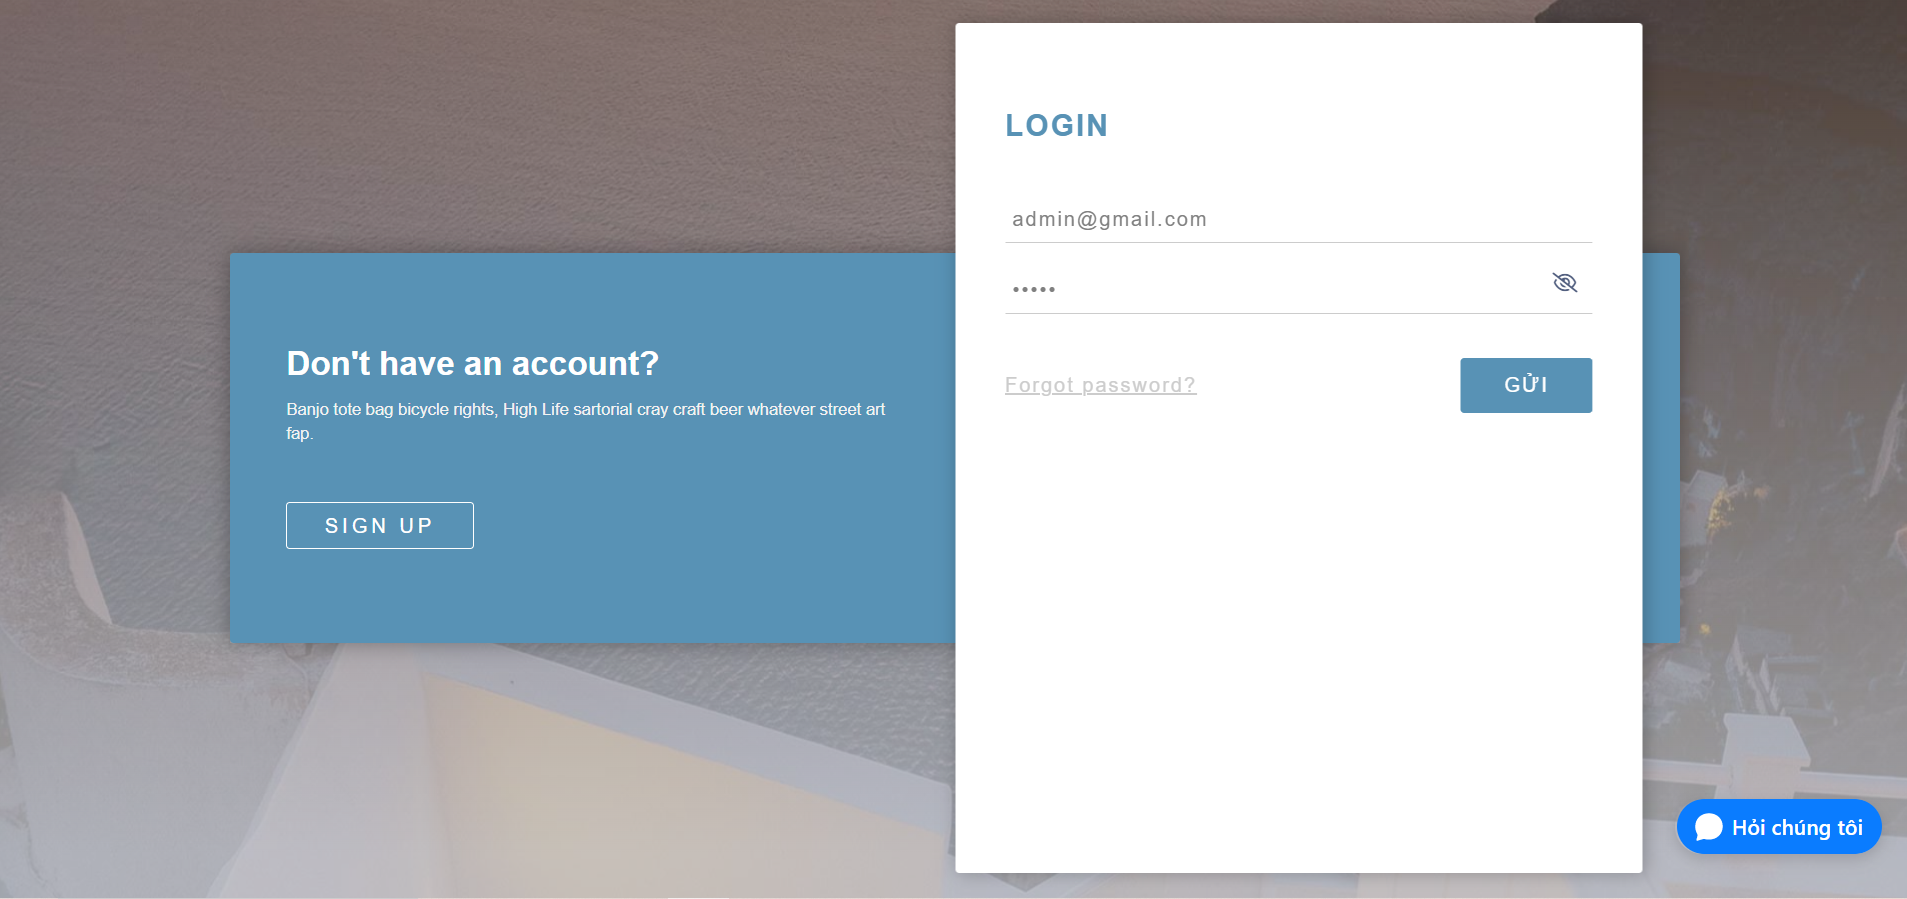 LOGIN
admin@gmail.com
•••••
Forgot password?
GỬI
Don't have an account?
Banjo tote bag bicycle rights, High Life sartorial cray craft beer whatever street art
fap.
SIGN UP
Hỏi chúng tôi